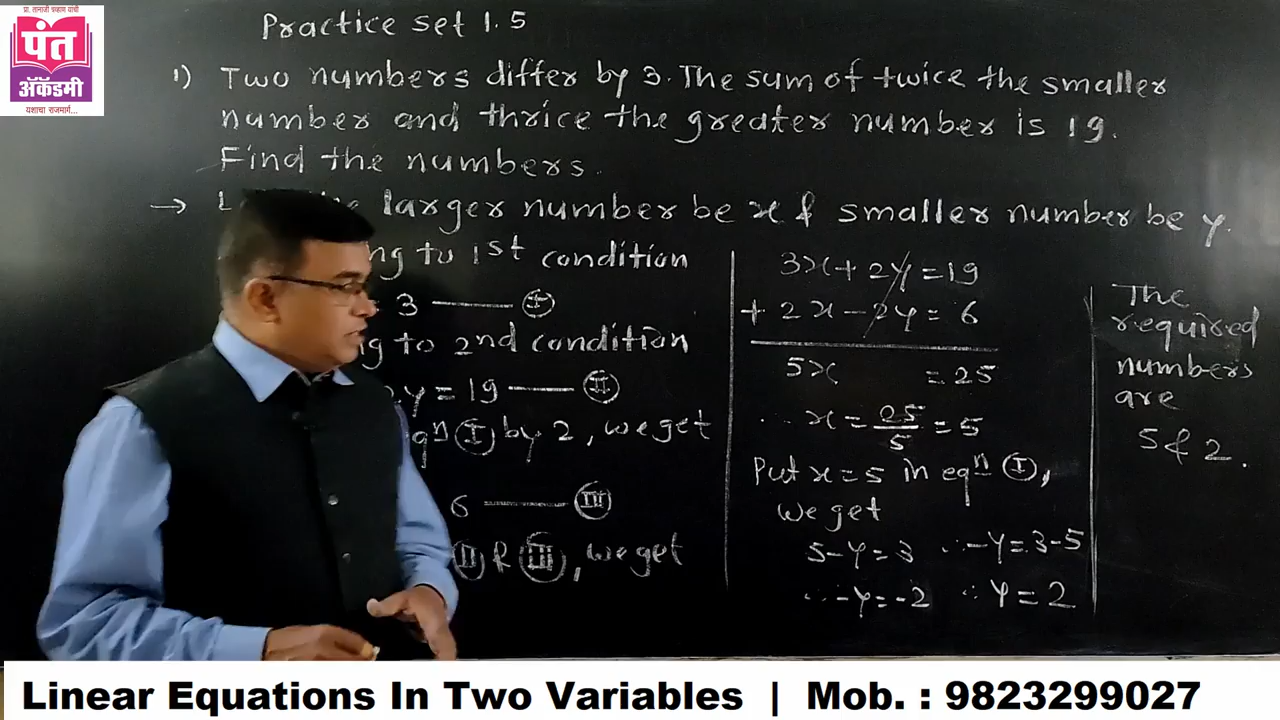 प्रा. तानाजी चव्हाण यांची
पंत
अ‍ॅकॅडमी
यशाचा राजमार्ग...
Practice set 1.5
1) Two numbers differ by 3. The sum of twice the smaller
number and thrice the greater number is 19.
Find the numbers.
→ larger number be x & smaller number be y.
to 1st condition
= 3 ——— I
to 2nd condition
y = 19 ——— II
eqn I by 2, we get
6 ——— III
II & III, we get
3x + 2y = 19
+ 2x - 2y = 6
5x = 25
∴ x = 25/5 = 5
Put x = 5 in eqn I,
we get
5 - y = 3 ∴ -y = 3 - 5
∴ -y = -2 ∴ y = 2
The
required
numbers
are
5 & 2.
Linear Equations In Two Variables | Mob. : 9823299027